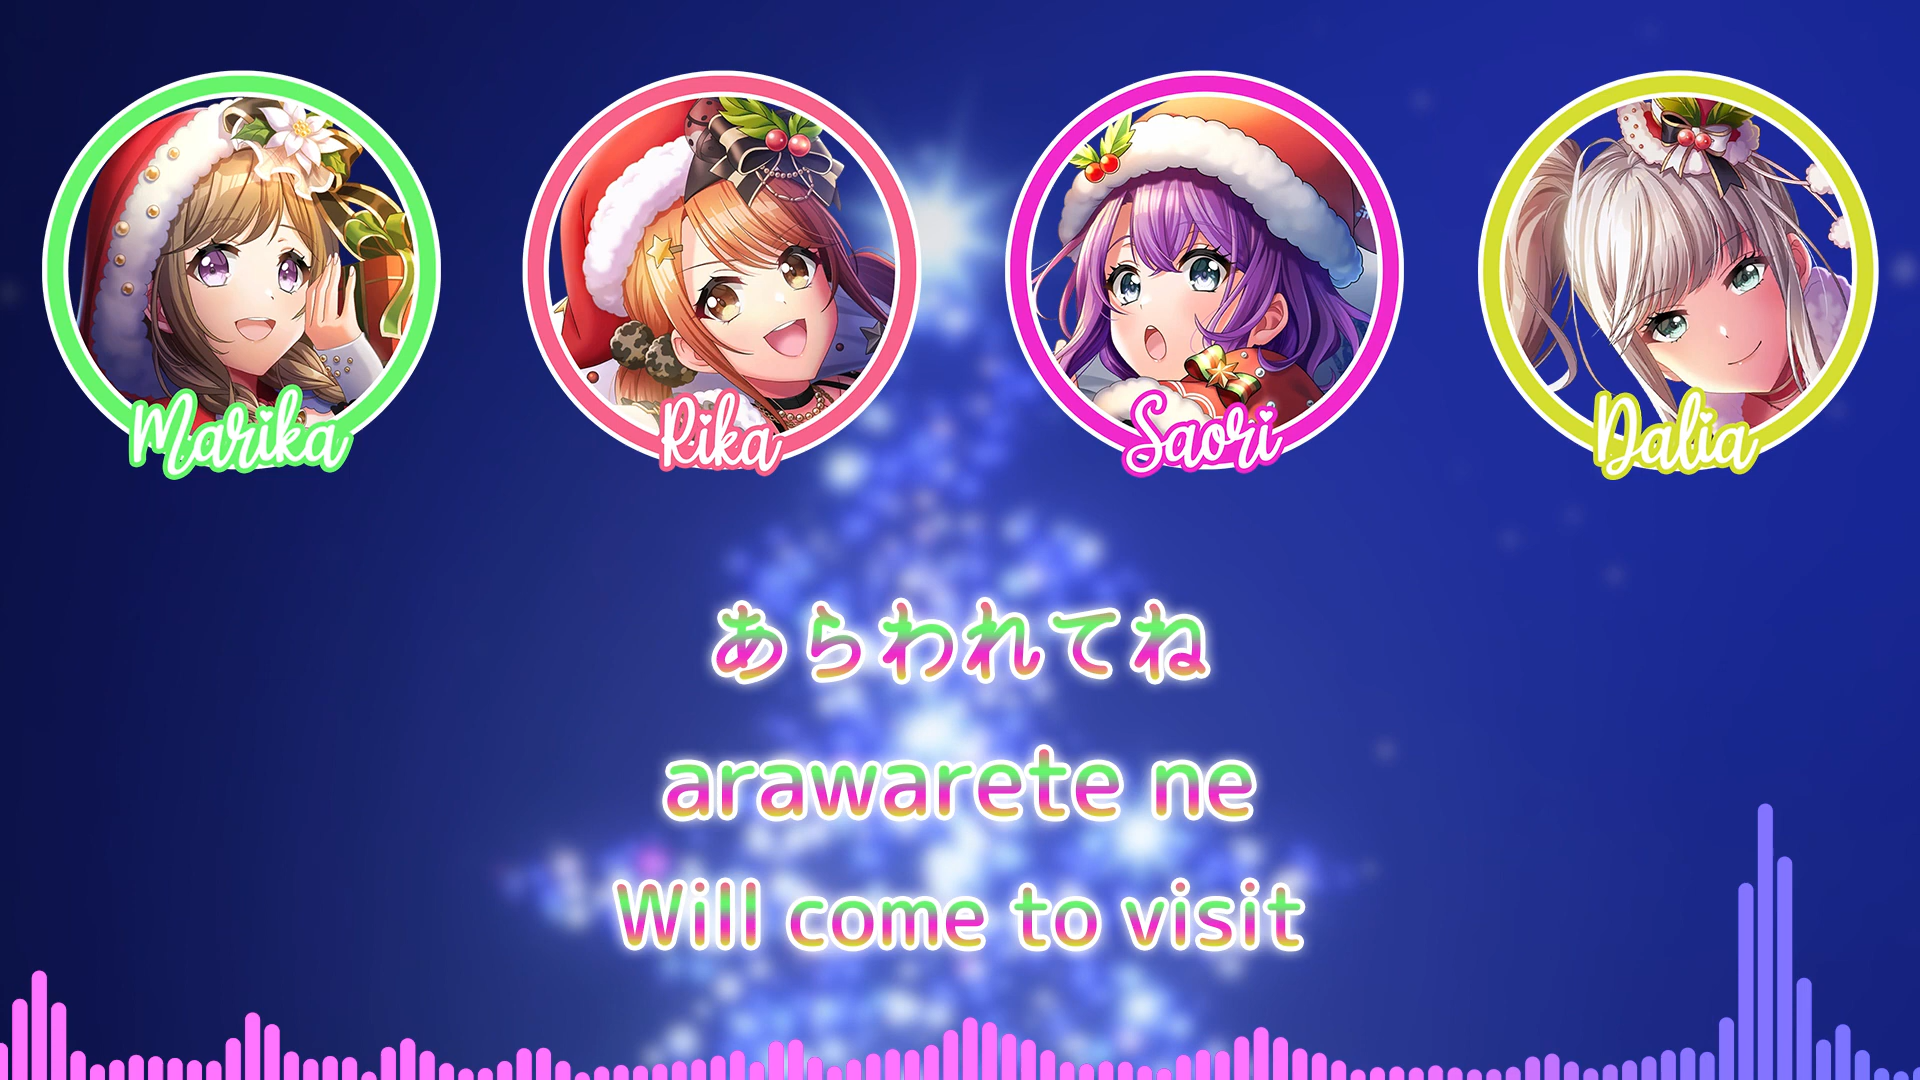 Marika
Rika
Saori
Dalia
あらわれてね
arawarete ne
Will come to visit